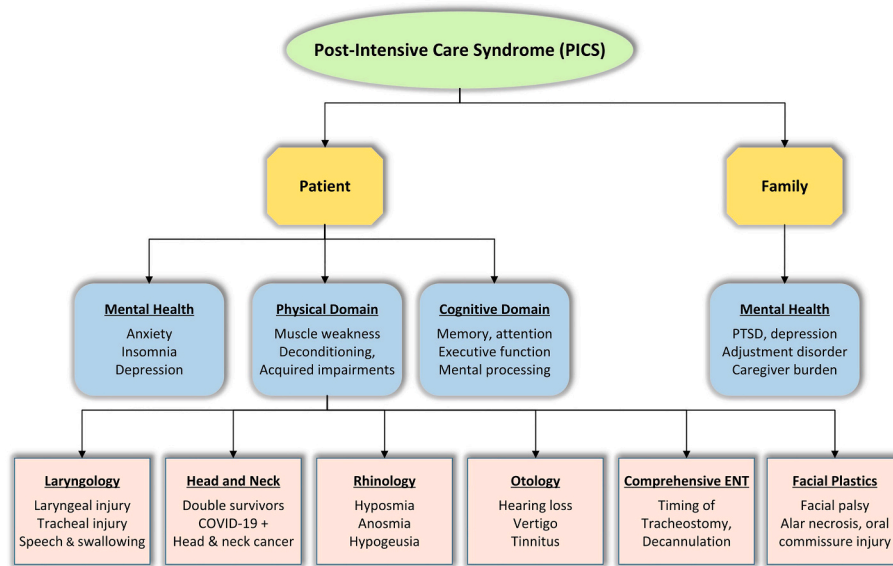 Post-Intensive Care Syndrome (PICS)
Patient
Family
Mental Health
Anxiety
Insomnia
Depression
Physical Domain
Muscle weakness
Deconditioning,
Acquired impairments
Cognitive Domain
Memory, attention
Executive function
Mental processing
Mental Health
PTSD, depression
Adjustment disorder
Caregiver burden
Laryngology
Laryngeal injury
Tracheal injury
Speech & swallowing
Head and Neck
Double survivors
COVID-19 +
Head & neck cancer
Rhinology
Hyposmia
Anosmia
Hypogeusia
Otology
Hearing loss
Vertigo
Tinnitus
Comprehensive ENT
Timing of
Tracheostomy,
Decannulation
Facial Plastics
Facial palsy
Alar necrosis, oral
commissure injury